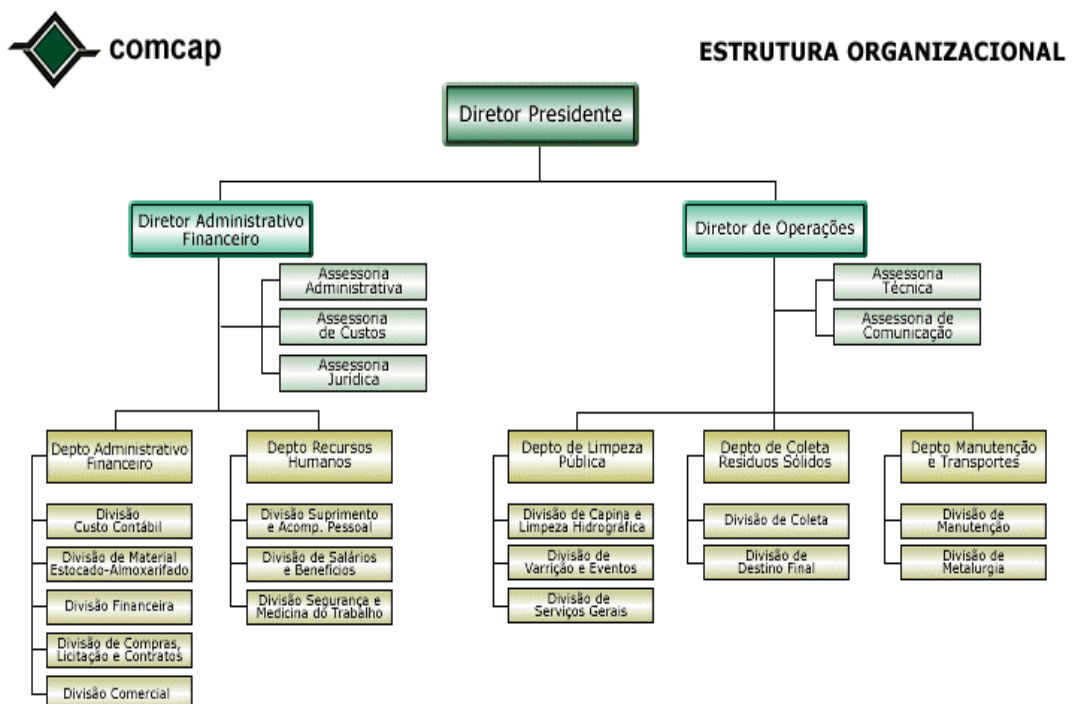 comcap
ESTRUTURA ORGANIZACIONAL
Diretor Presidente
Diretor Administrativo
Financeiro
Diretor de Operações
Assessoria
Administrativa
Assessoria
de Custos
Assessoria
Jurídica
Assessoria
Técnica
Assessoria de
Comunicação
Depto Administrativo
Financeiro
Divisão
Custo Contábil
Divisão de Material
Estocado-Almoxarifado
Divisão Financeira
Divisão de Compras,
Licitação e Contratos
Divisão Comercial
Depto Recursos
Humanos
Divisão Suprimento
e Acomp. Pessoal
Divisão de Salários
e Benefícios
Divisão Segurança e
Medicina do Trabalho
Depto de Limpeza
Pública
Divisão de Capina e
Limpeza Hidrográfica
Divisão de
Varrição e Eventos
Divisão de
Serviços Gerais
Depto de Coleta
Resíduos Sólidos
Divisão de Coleta
Divisão de
Destino Final
Depto Manutenção
e Transportes
Divisão de
Manutenção
Divisão de
Metalurgia